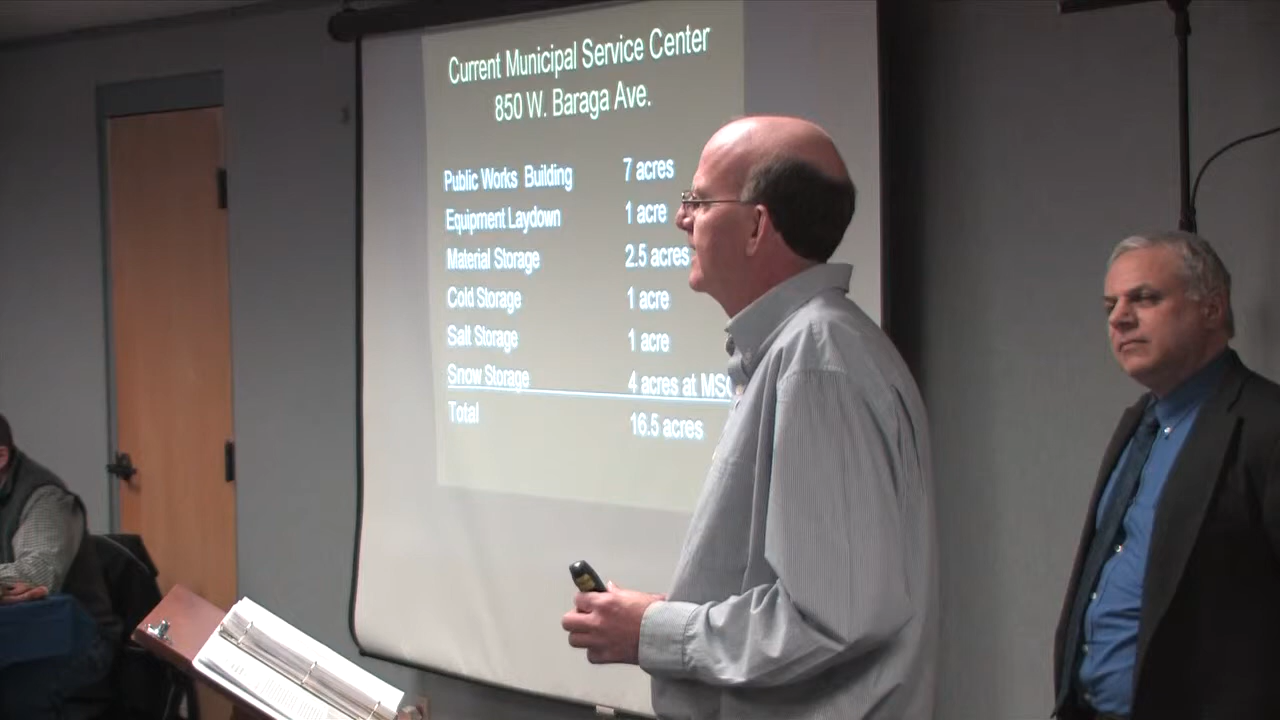 Current Municipal Service Center
850 W. Baraga Ave.
Public Works Building 7 acres
Equipment Laydown 1 acre
Material Storage 2.5 acres
Cold Storage 1 acre
Salt Storage 1 acre
Snow Storage 4 acres at MSC
Total 16.5 acres